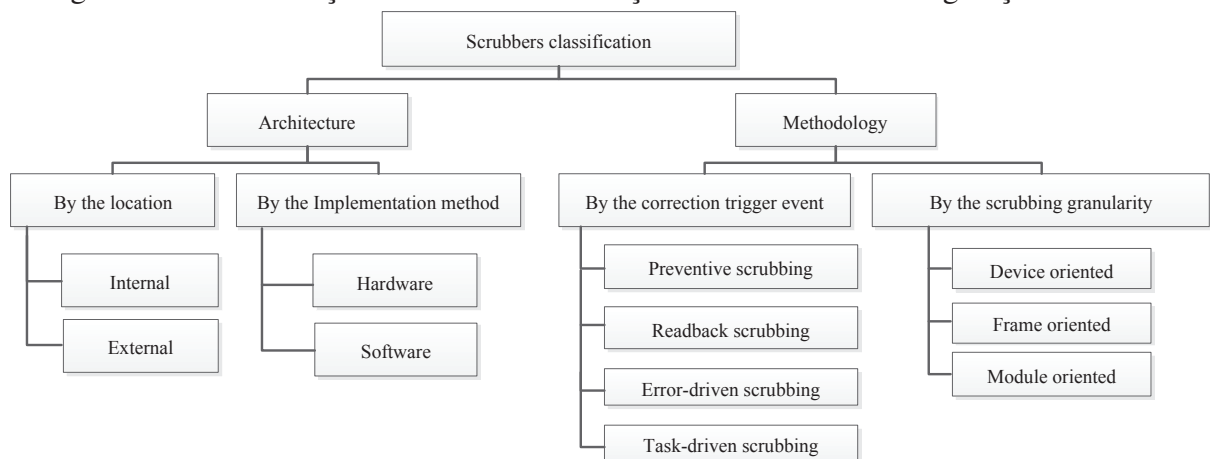 Scrubbers classification
Architecture
Methodology
By the location
By the Implementation method
By the correction trigger event
By the scrubbing granularity
Internal
External
Hardware
Software
Preventive scrubbing
Readback scrubbing
Error-driven scrubbing
Task-driven scrubbing
Device oriented
Frame oriented
Module oriented